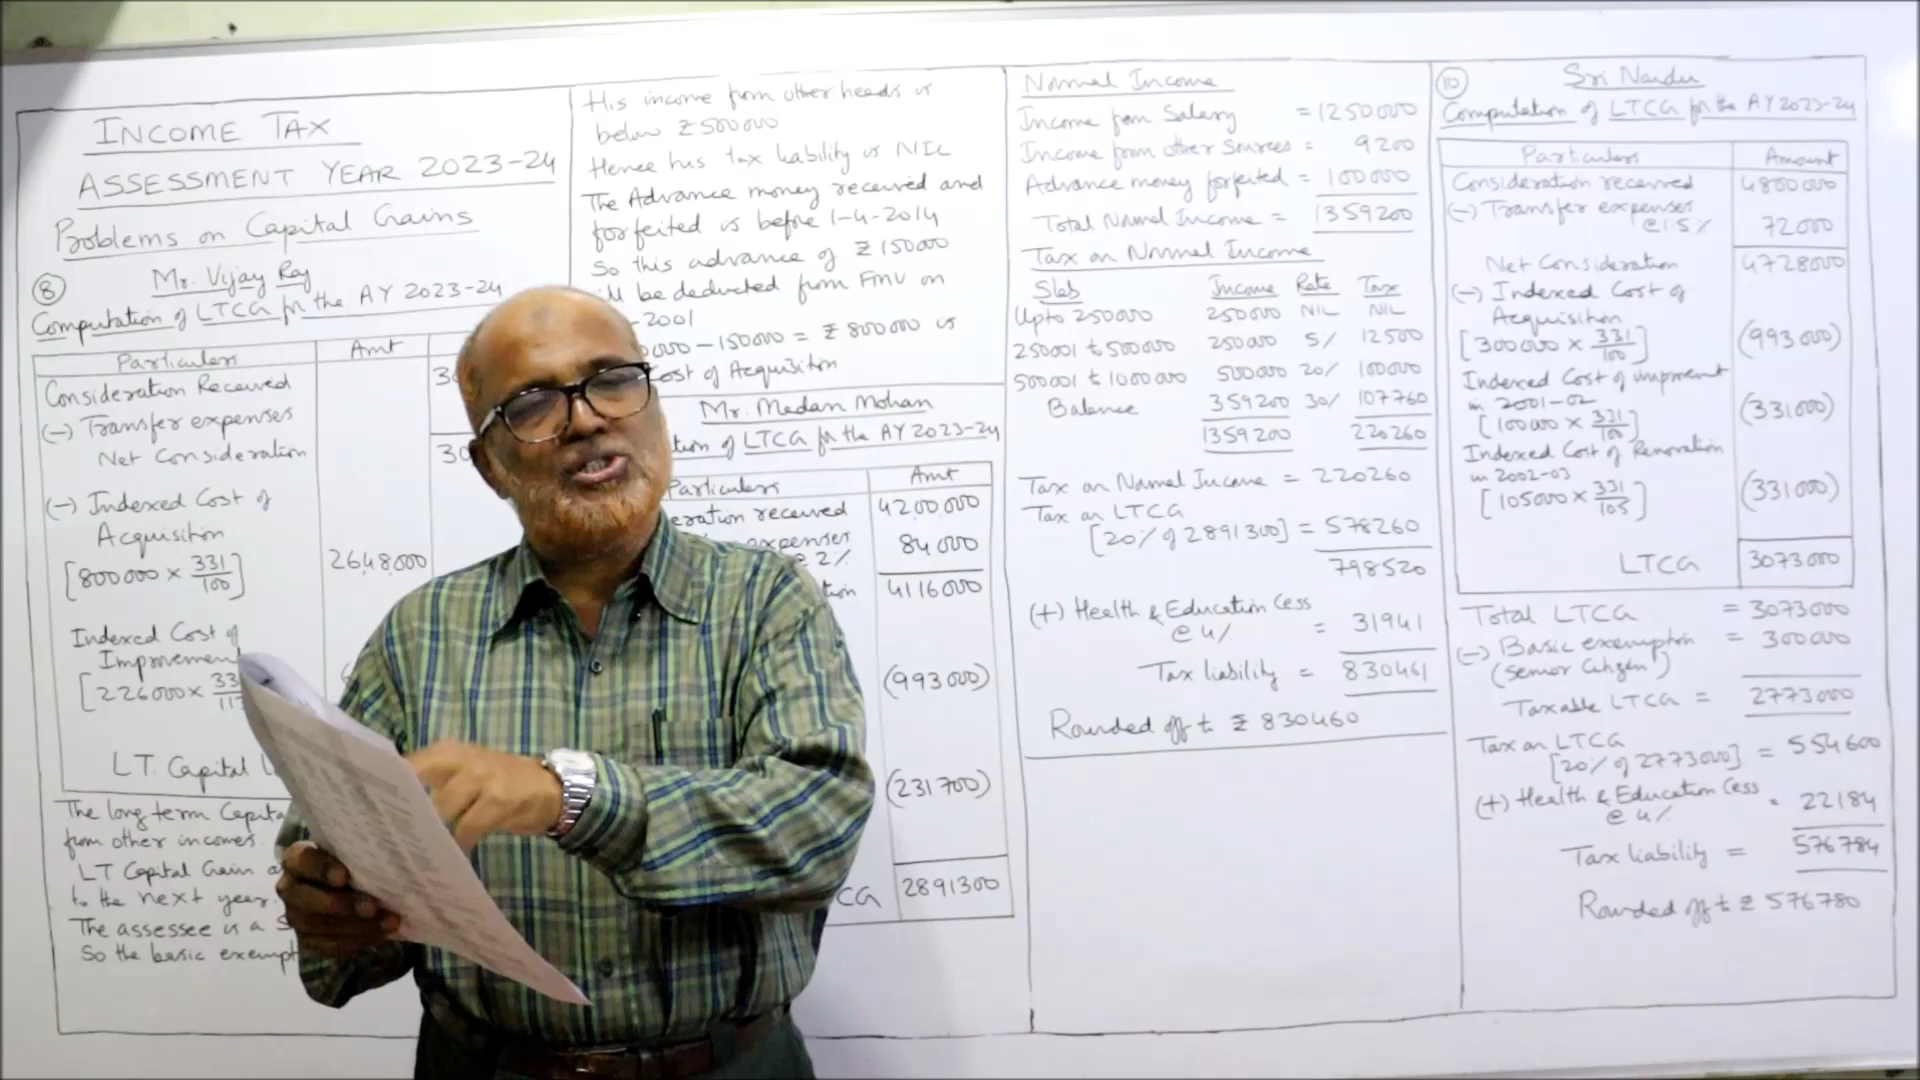 INCOME TAX
ASSESSMENT YEAR 2023-24
Problems on Capital Gains
8
Mr. Vijay Raj
Computation of LTCG for the AY 2023-24
Particulars Amt
Consideration Received
(-) Transfer expenses
Net Consideration
(-) Indexed Cost of
Acquisition
[800000 × 331/100] 2648000
Indexed Cost of
Improvement
[226000 ×
LT. Capital
The long term
from other incomes
LT Capital Gain
to the next year.
The assessee is a
So the basic
His income from other heads is
below ₹500000
Hence his tax liability is NIL
The Advance money received and
forfeited is before 1-4-2014
So this advance of ₹150000
be deducted from FMV on
-2001
-150000 = ₹800000 is
Cost of Acquisition
Mr. Madan Mohan
of LTCG for the AY 2023-24
Particulars Amt
received 4200000
expenses
@ 2% 84000
4116000
(993000)
(231700)
2891300
Normal Income
Income from Salary = 1250000
Income from other Sources = 9200
Advance money forfeited = 100000
Total Normal Income = 1359200
Tax on Normal Income
Slab Income Rate Tax
Upto 250000 250000 NIL NIL
250001 to 500000 250000 5% 12500
500001 to 1000000 500000 20% 100000
Balance 359200 30% 107760
1359200 220260
Tax on Normal Income = 220260
Tax on LTCG
[20% of 2891300] = 578260
798520
(+) Health & Education Cess
@ 4% = 31941
Tax liability = 830461
Rounded off to ₹830460
10
Sri Nandu
Computation of LTCG for the AY 2023-24
Particulars Amount
Consideration received 4800000
(-) Transfer expenses
@ 1.5% 72000
Net Consideration 4728000
(-) Indexed Cost of
Acquisition
[300000 × 331/100] (993000)
Indexed Cost of improvment
in 2001-02
[100000 × 331/100] (331000)
Indexed Cost of Renovation
in 2002-03
[105000 × 331/105] (331000)
LTCG 3073000
Total LTCG = 3073000
(-) Basic exemption = 300000
(Senior Citizen)
Taxable LTCG = 2773000
Tax on LTCG
[20% of 2773000] = 554600
(+) Health & Education Cess
@ 4% = 22184
Tax liability = 576784
Rounded off to ₹576780